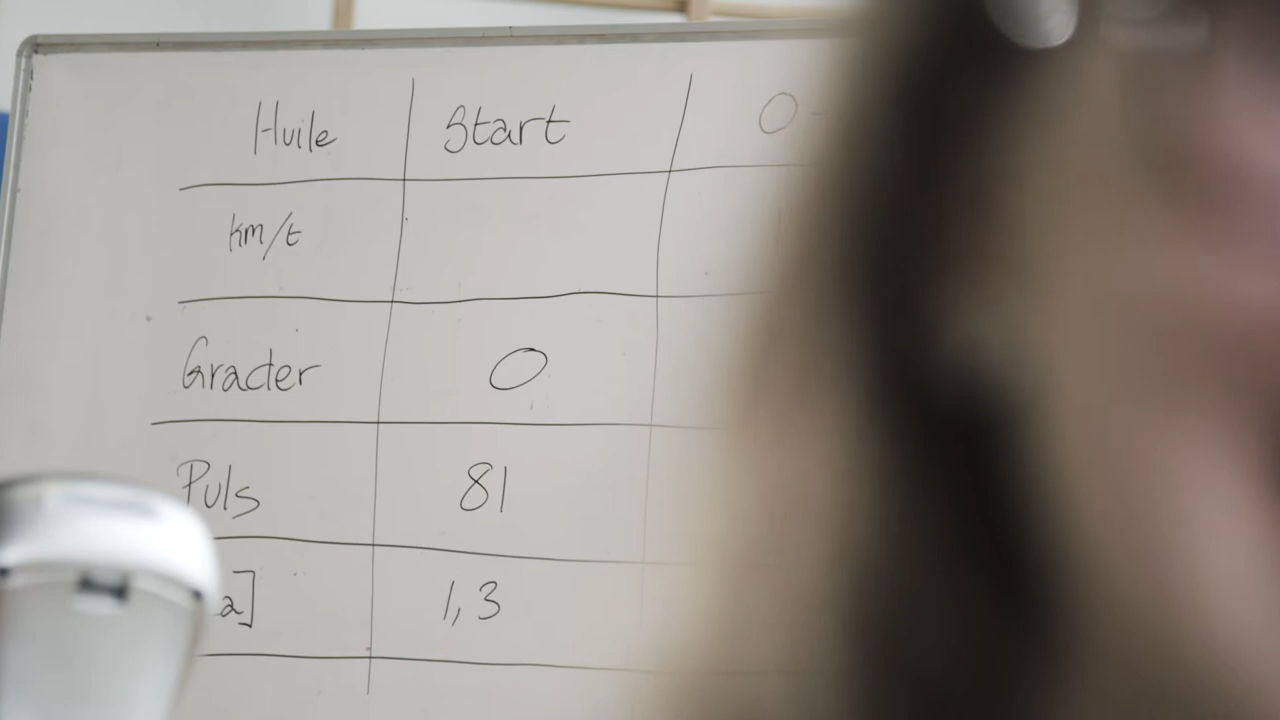 Hvile Start 0-
km/t
Grader 0
Puls 81
a] 1,3